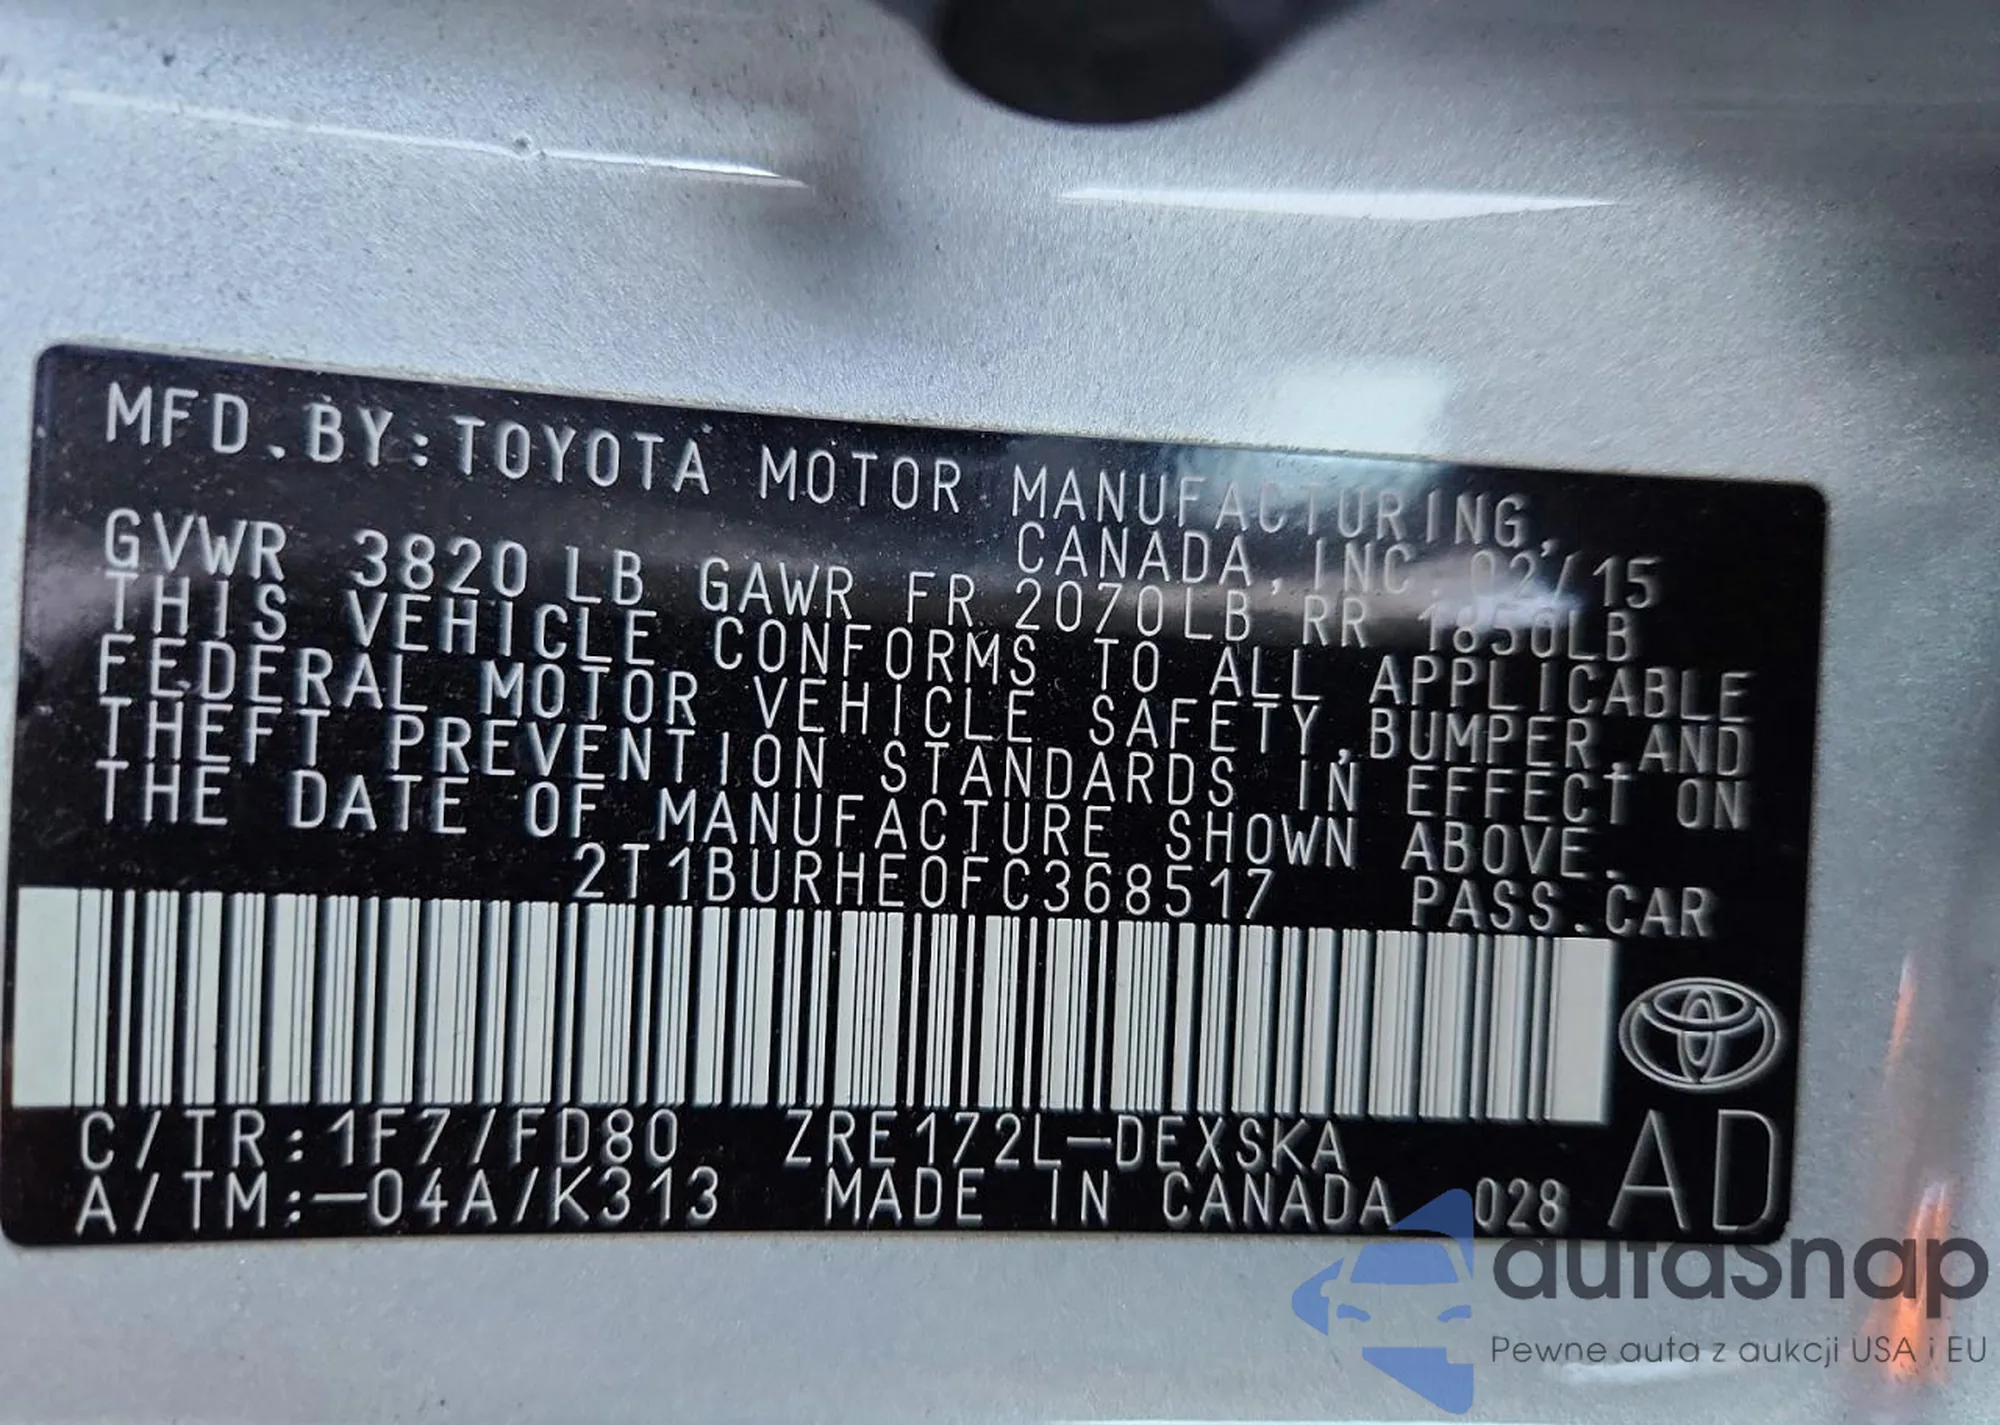 MFD.BY:TOYOTA MOTOR MANUFACTURING,
CANADA,INC. 02/15
GVWR 3820 LB GAWR FR 2070LB RR 1850LB
THIS VEHICLE CONFORMS TO ALL APPLICABLE
FEDERAL MOTOR VEHICLE SAFETY,BUMPER,AND
THEFT PREVENTION STANDARDS IN EFFECT ON
THE DATE OF MANUFACTURE SHOWN ABOVE.
2T1BURHE0FC368517 PASS.CAR
C/TR:1F7/FD80 ZRE172L-DEXSKA
A/TM:-04A/K313 MADE IN CANADA 028 AD
autasnap
Pewne auta z aukcji USA i EU